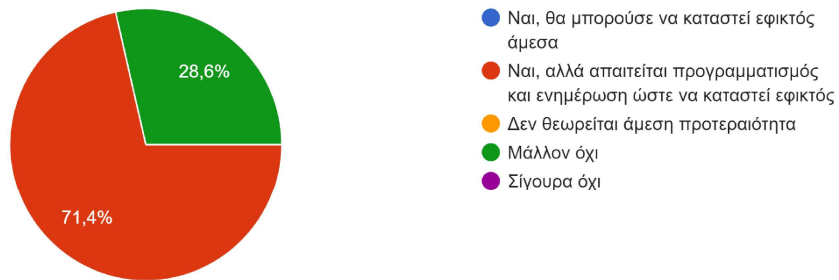 28,6%
71,4%
Ναι, θα μπορούσε να καταστεί εφικτός
άμεσα
Ναι, αλλά απαιτείται προγραμματισμός
και ενημέρωση ώστε να καταστεί εφικτός
Δεν θεωρείται άμεση προτεραιότητα
Μάλλον όχι
Σίγουρα όχι